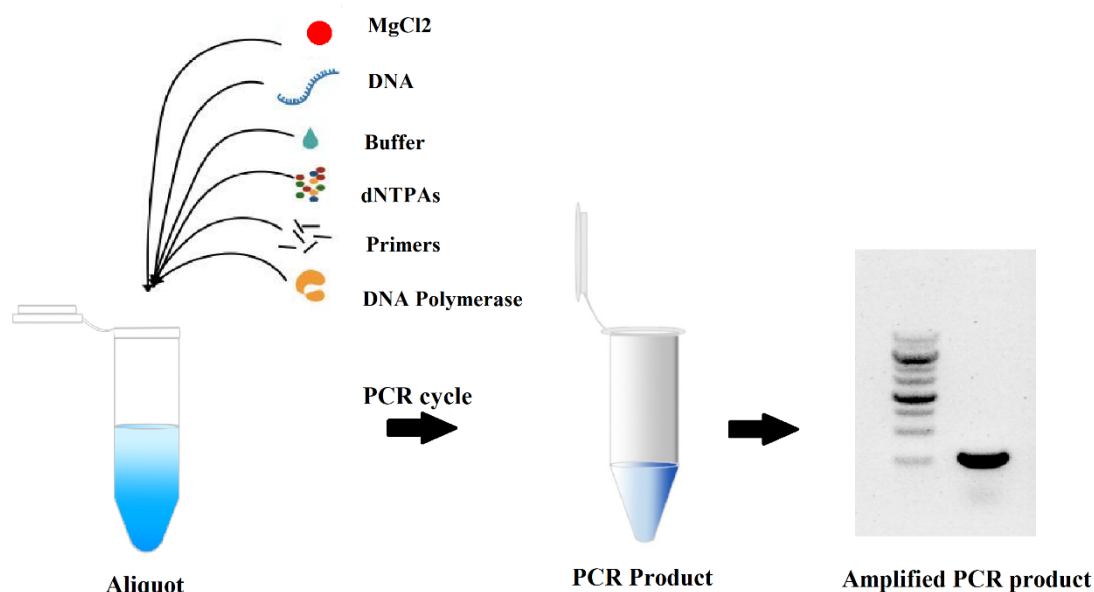 MgCl2
DNA
Buffer
dNTPAs
Primers
DNA Polymerase
PCR cycle
Aliquot
PCR Product
Amplified PCR product